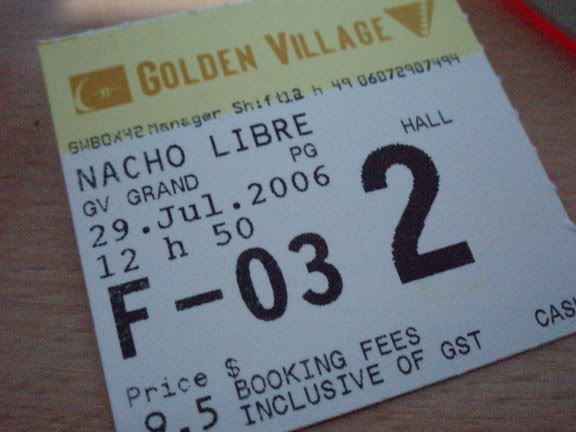 GOLDEN VILLAGE
GWBOX42 Manager Shift12 h 49 06072907494
NACHO LIBRE
GV GRAND PG HALL
29.Jul.2006
12 h 50
F-03 2
Price $ BOOKING FEES
9.5 INCLUSIVE OF GST CAS